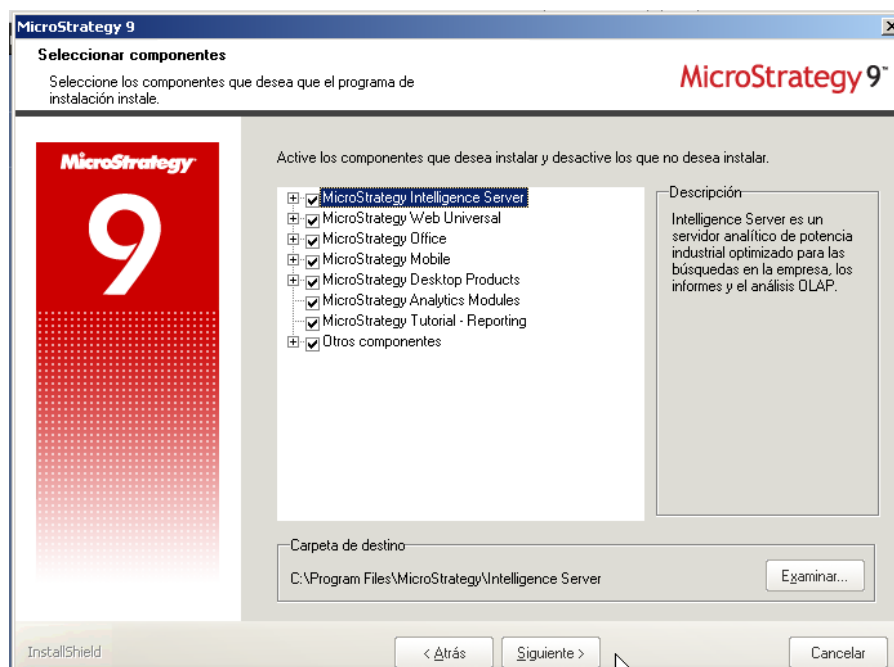 MicroStrategy 9
Seleccionar componentes
Seleccione los componentes que desea que el programa de
instalación instale.
MicroStrategy 9™
MicroStrategy
9
Active los componentes que desea instalar y desactive los que no desea instalar.
MicroStrategy Intelligence Server
MicroStrategy Web Universal
MicroStrategy Office
MicroStrategy Mobile
MicroStrategy Desktop Products
MicroStrategy Analytics Modules
MicroStrategy Tutorial - Reporting
Otros componentes
Descripción
Intelligence Server es un
servidor analítico de potencia
industrial optimizado para las
búsquedas en la empresa, los
informes y el análisis OLAP.
Carpeta de destino
C:\Program Files\MicroStrategy\Intelligence Server
Examinar...
InstallShield
< Atrás
Siguiente >
Cancelar